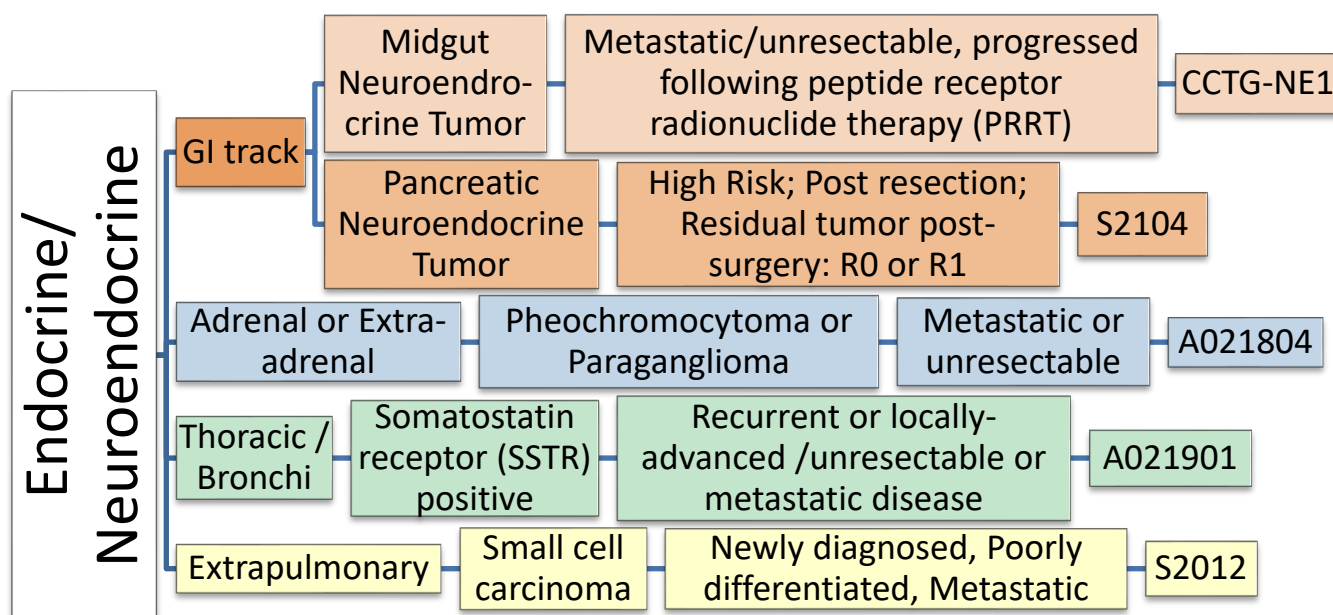 Endocrine/
Neuroendocrine
GI track
Midgut
Neuroendro-
crine Tumor
Metastatic/unresectable, progressed
following peptide receptor
radionuclide therapy (PRRT)
CCTG-NE1
Pancreatic
Neuroendocrine
Tumor
High Risk; Post resection;
Residual tumor post-
surgery: R0 or R1
S2104
Adrenal or Extra-
adrenal
Pheochromocytoma or
Paraganglioma
Metastatic or
unresectable
A021804
Thoracic /
Bronchi
Somatostatin
receptor (SSTR)
positive
Recurrent or locally-
advanced /unresectable or
metastatic disease
A021901
Extrapulmonary
Small cell
carcinoma
Newly diagnosed, Poorly
differentiated, Metastatic
S2012